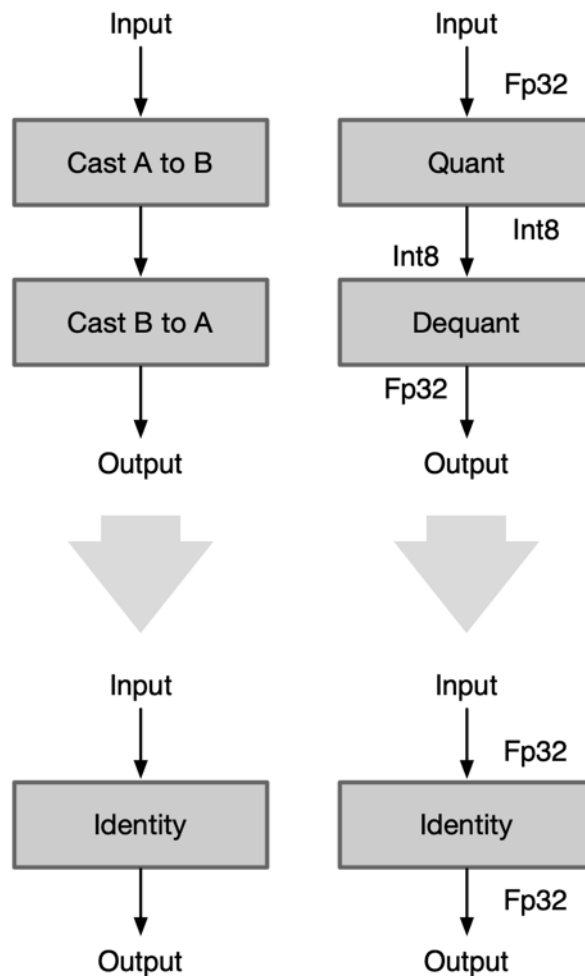 Input
Cast A to B
Cast B to A
Output
Input
Identity
Output
Input
Fp32
Quant
Int8
Int8
Dequant
Fp32
Output
Input
Fp32
Identity
Fp32
Output